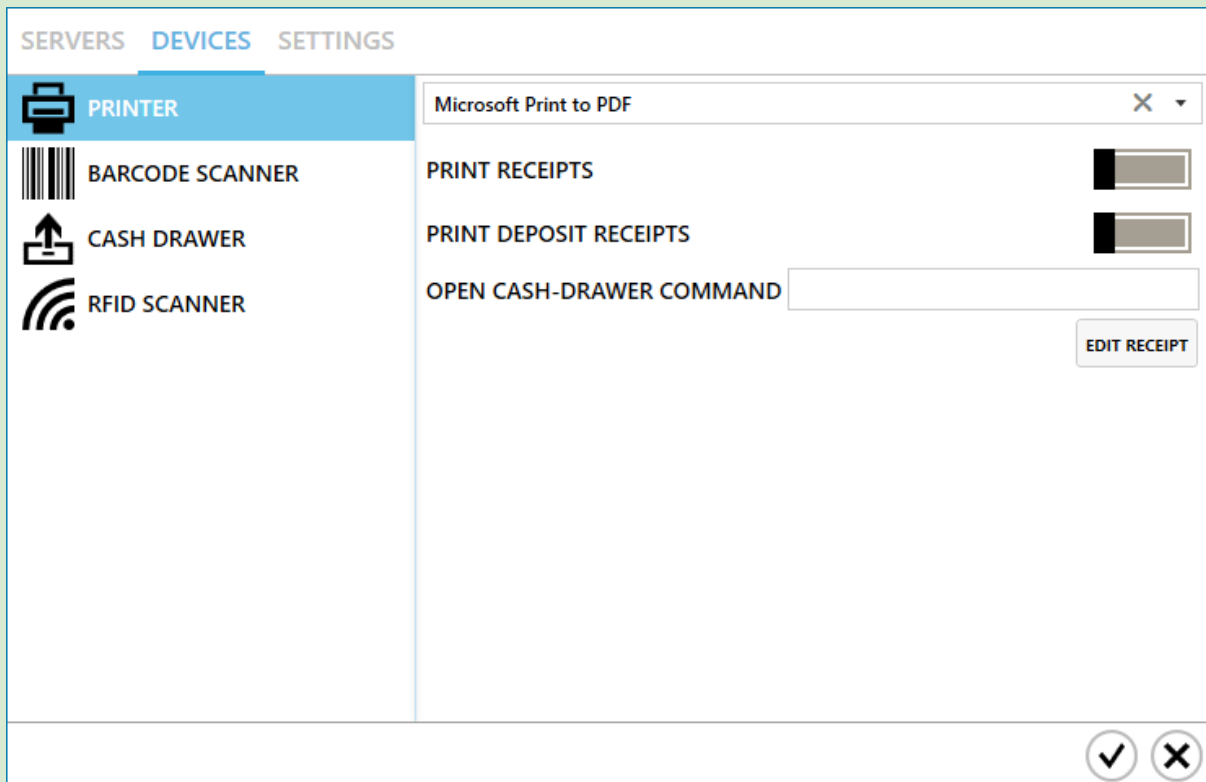 SERVERS DEVICES SETTINGS
PRINTER
BARCODE SCANNER
CASH DRAWER
RFID SCANNER
Microsoft Print to PDF
PRINT RECEIPTS
PRINT DEPOSIT RECEIPTS
OPEN CASH-DRAWER COMMAND
EDIT RECEIPT